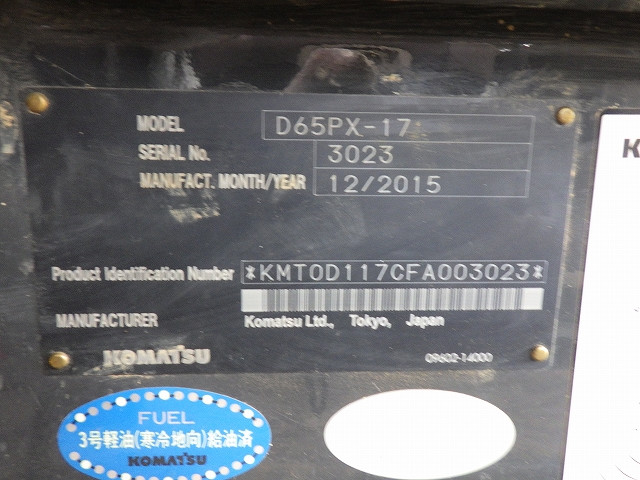 MODEL D65PX-17
SERIAL No. 3023
MANUFACT. MONTH/YEAR 12/2015
Product Identification Number *KMT0D117CFA003023*
MANUFACTURER Komatsu Ltd., Tokyo, Japan
KOMATSU 09602-14000
FUEL
3号軽油(寒冷地向)給油済
KOMATSU
K